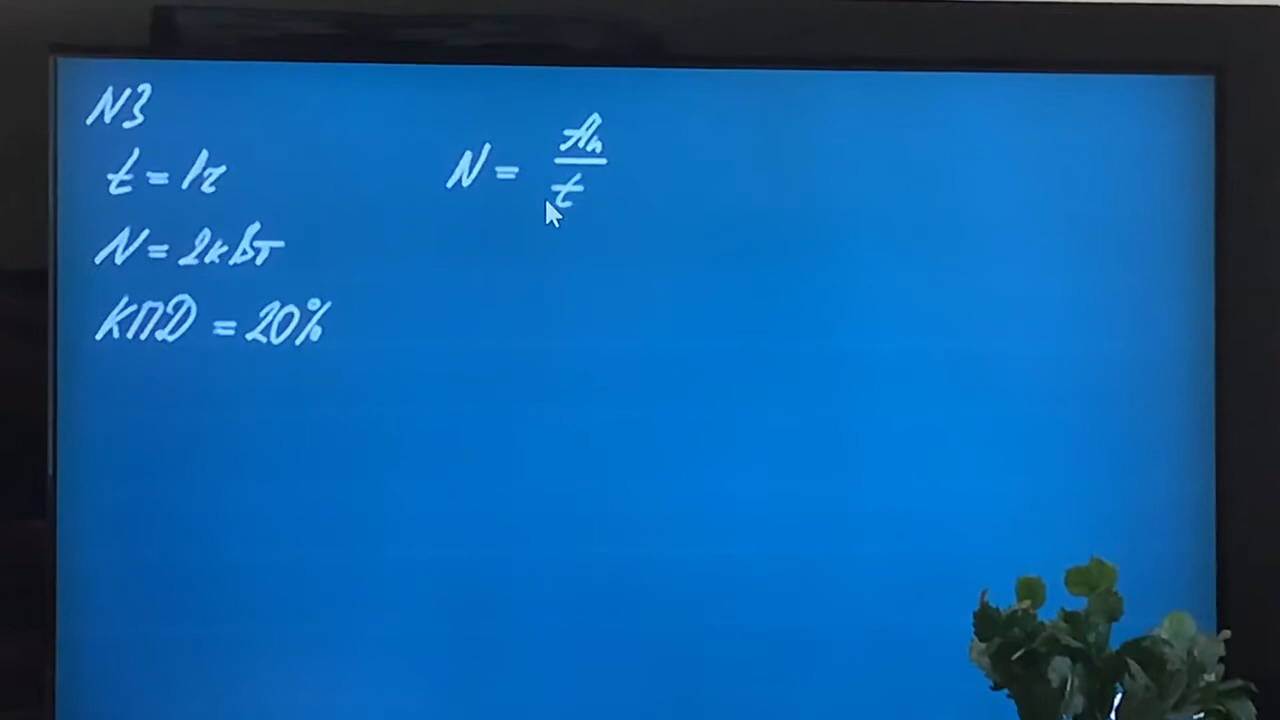 N3
t = 1ч
N = 2кВт
КПД = 20%
N = Aп / t